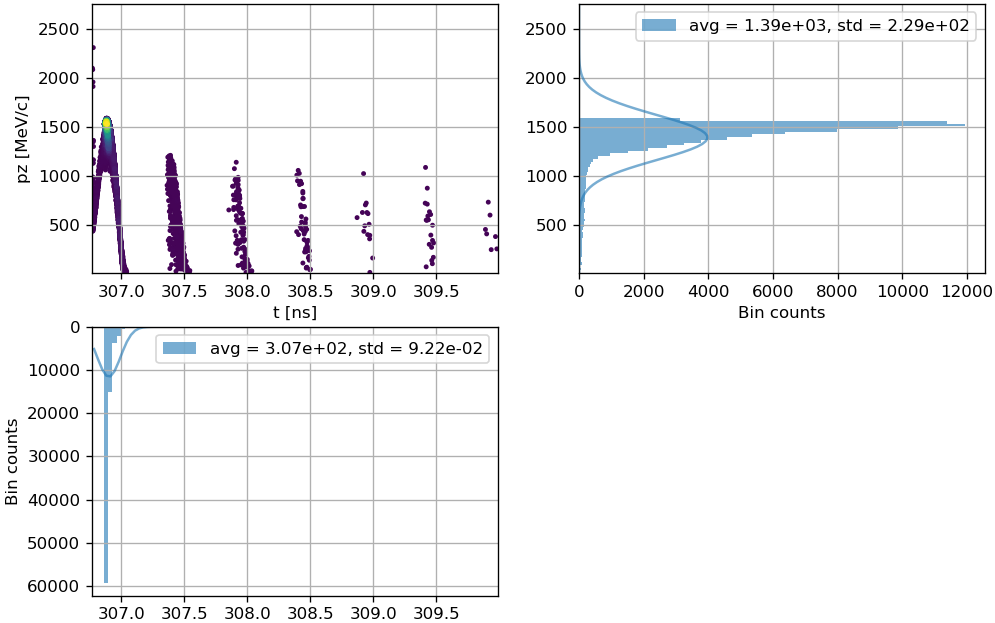 2500
2000
1500
1000
500
pz [MeV/c]
307.0 307.5 308.0 308.5 309.0 309.5
t [ns]
avg = 1.39e+03, std = 2.29e+02
2500
2000
1500
1000
500
0 2000 4000 6000 8000 10000 12000
Bin counts
avg = 3.07e+02, std = 9.22e-02
0
10000
20000
30000
40000
50000
60000
Bin counts
307.0 307.5 308.0 308.5 309.0 309.5